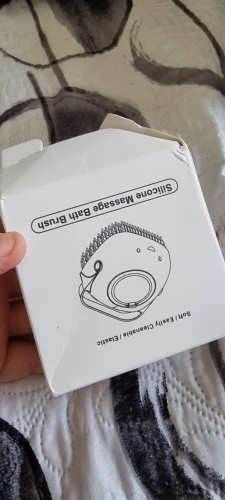 Silicone Massage Bath Brush
Soft / Easily Cleanable / Elastic